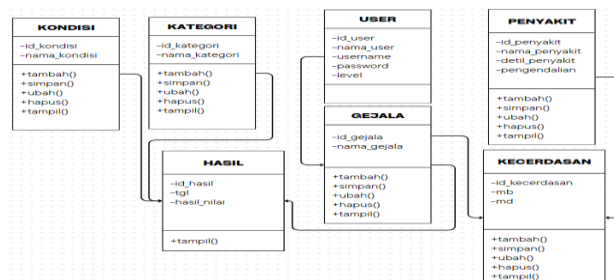 KONDISI
-id_kondisi
-nama_kondisi
+tambah()
+simpan()
+ubah()
+hapus()
+tampil()
KATEGORI
-id_kategori
-nama_kategori
+tambah()
+simpan()
+ubah()
+hapus()
+tampil()
USER
-id_user
-nama_user
-username
-password
-level
PENYAKIT
-id_penyakit
-nama_penyakit
-detil_penyakit
-pengendalian
+tambah()
+simpan()
+ubah()
+hapus()
+tampil()
GEJALA
-id_gejala
-nama_gejala
+tambah()
+simpan()
+ubah()
+hapus()
+tampil()
HASIL
-id_hasil
-tgl
-hasil_nilai
+tampil()
KECERDASAN
-id_kecerdasan
-mb
-md
+tambah()
+simpan()
+ubah()
+hapus()
+tampil()